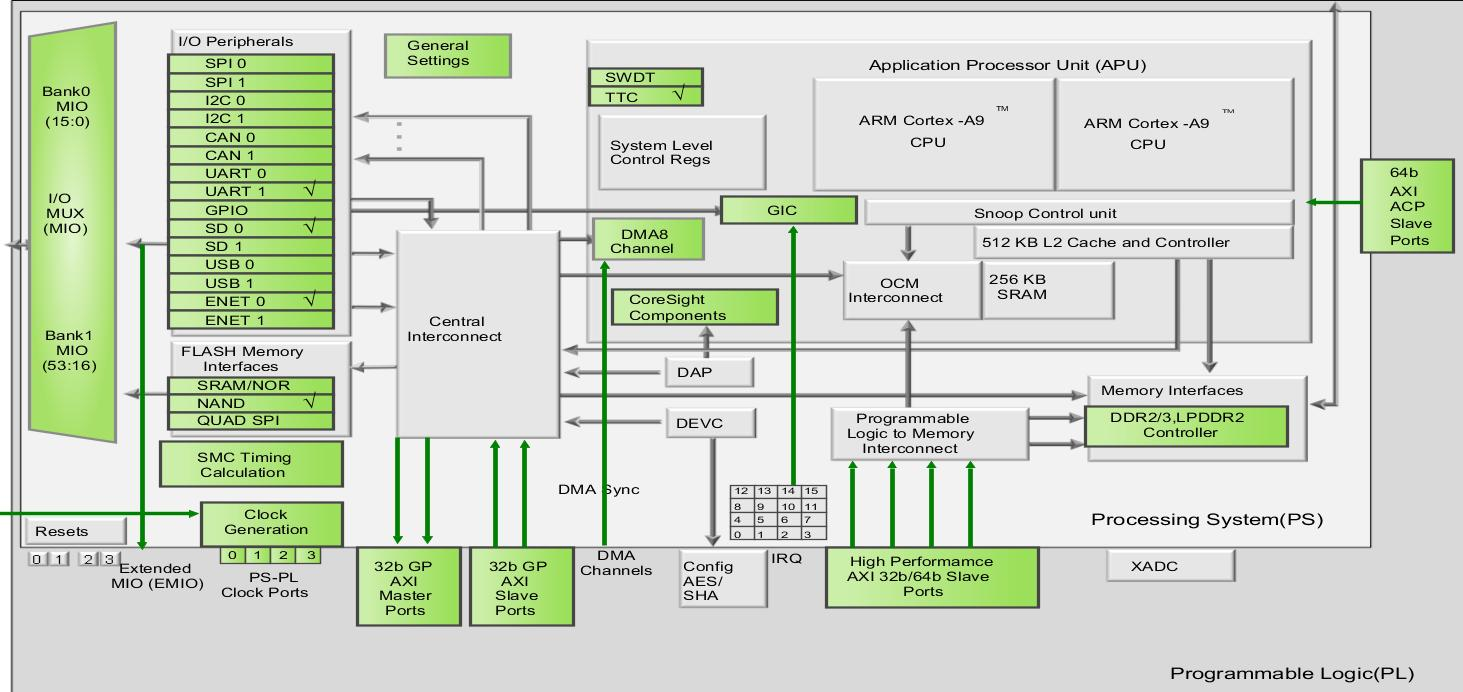 I/O Peripherals
SPI 0
SPI 1
I2C 0
I2C 1
CAN 0
CAN 1
UART 0
UART 1 √
GPIO
SD 0 √
SD 1
USB 0
USB 1
ENET 0 √
ENET 1
Bank0
MIO
(15:0)
I/O
MUX
(MIO)
Bank1
MIO
(53:16)
FLASH Memory
Interfaces
SRAM/NOR
NAND √
QUAD SPI
SMC Timing
Calculation
Clock
Generation
0 1 2 3
PS-PL
Clock Ports
Resets
0 1 2 3
Extended
MIO (EMIO)
General
Settings
Central
Interconnect
32b GP
AXI
Master
Ports
32b GP
AXI
Slave
Ports
DMA Sync
DMA
Channels
Application Processor Unit (APU)
SWDT
TTC √
System Level
Control Regs
ARM Cortex -A9 ™
CPU
ARM Cortex -A9 ™
CPU
GIC
Snoop Control unit
DMA8
Channel
512 KB L2 Cache and Controller
OCM
Interconnect
256 KB
SRAM
CoreSight
Components
DAP
DEVC
Config
AES/
SHA
12 13 14 15
8 9 10 11
4 5 6 7
0 1 2 3
IRQ
Programmable
Logic to Memory
Interconnect
Memory Interfaces
DDR2/3,LPDDR2
Controller
High Performamce
AXI 32b/64b Slave
Ports
64b
AXI
ACP
Slave
Ports
Processing System(PS)
XADC
Programmable Logic(PL)